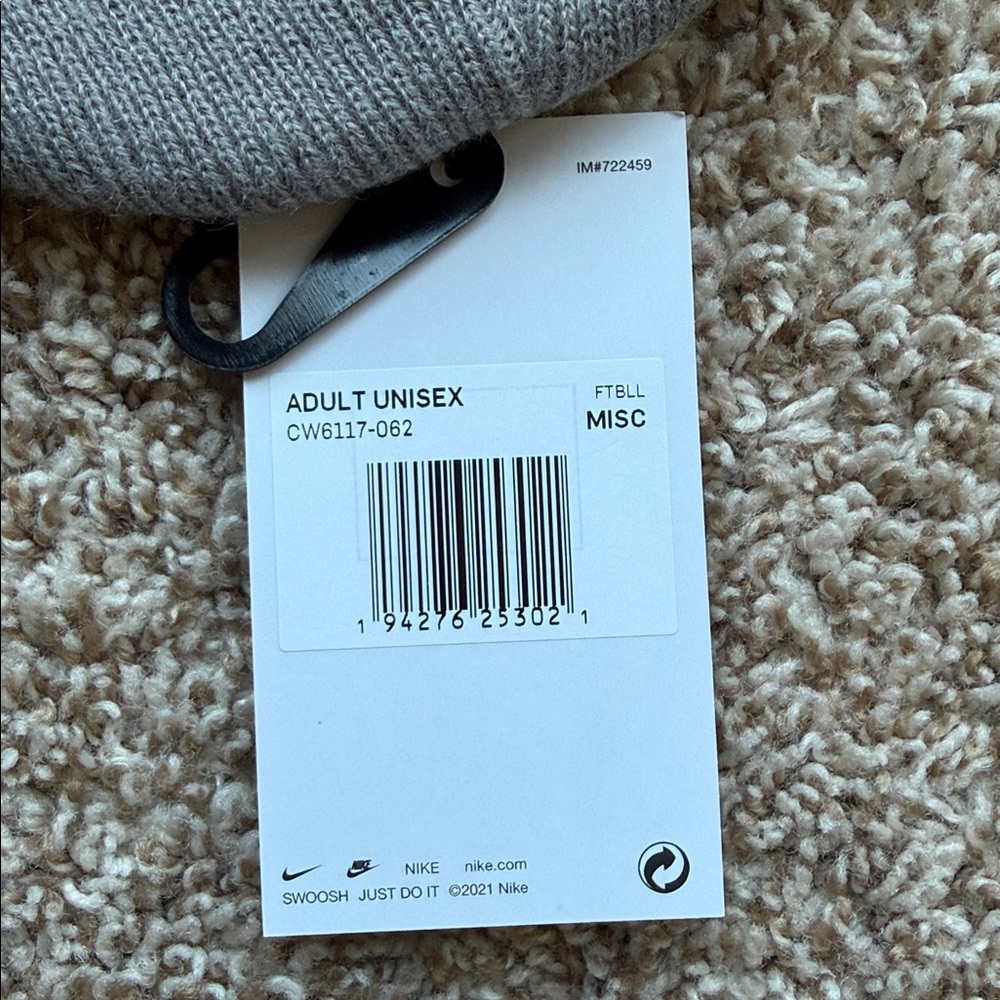 IM#722459
ADULT UNISEX
CW6117-062
FTBLL
MISC
1 94276 25302 1
NIKE NIKE nike.com
SWOOSH JUST DO IT ©2021 Nike